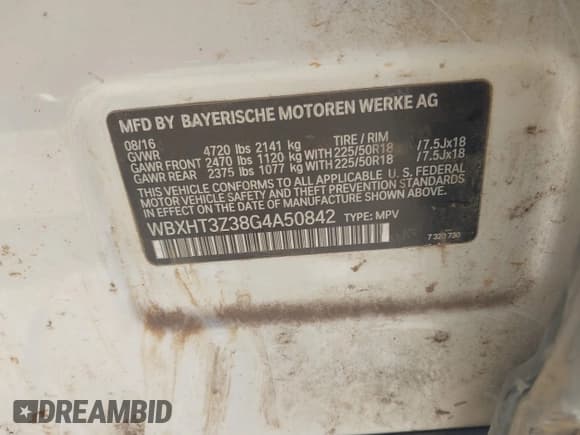 MFD BY BAYERISCHE MOTOREN WERKE AG
08/16 TIRE / RIM
GVWR 4720 lbs 2141 kg
GAWR FRONT 2470 lbs 1120 kg WITH 225/50R18 /7.5Jx18
GAWR REAR 2375 lbs 1077 kg WITH 225/50R18 /7.5Jx18
THIS VEHICLE CONFORMS TO ALL APPLICABLE U. S. FEDERAL
MOTOR VEHICLE SAFETY AND THEFT PREVENTION STANDARDS
IN EFFECT ON THE DATE OF MANUFACTURE SHOWN ABOVE.
WBXHT3Z38G4A50842 TYPE: MPV
DREAMBID